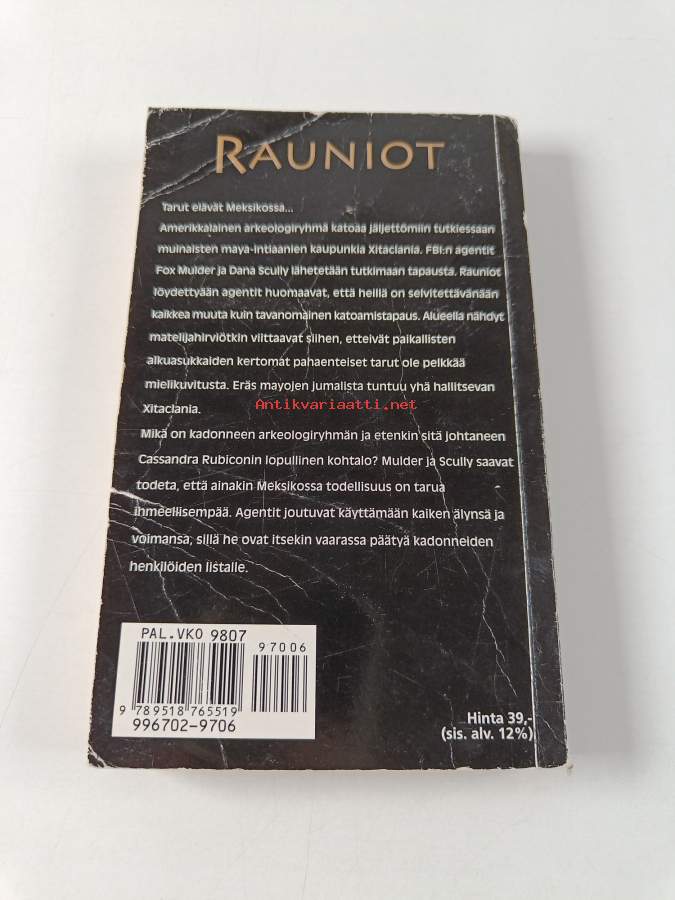 RAUNIOT
Tarut elävät Meksikossa...
Amerikkalainen arkeologiryhmä katoaa jäljettömiin tutkiessaan
muinaisten maya-intiaanien kaupunkia Xitaclania. FBI:n agentit
Fox Mulder ja Dana Scully lähetetään tutkimaan tapausta. Rauniot
löydettyään agentit huomaavat, että heillä on selvitettävänään
kaikkea muuta kuin tavanomainen katoamistapaus. Alueella nähdyt
matelijahirviötkin viittaavat siihen, etteivät paikallisten
alkuasukkaiden kertomat pahaenteiset tarut ole pelkkää
mielikuvitusta. Eräs mayojen jumalista tuntuu yhä hallitsevan
Antikvariaatti.net
Xitaclania.
Mikä on kadonneen arkeologiryhmän ja etenkin sitä johtaneen
Cassandra Rubiconin lopullinen kohtalo? Mulder ja Scully saavat
todeta, että ainakin Meksikossa todellisuus on tarua
ihmeellisempää. Agentit joutuvat käyttämään kaiken älynsä ja
voimansa, sillä he ovat itsekin vaarassa päätyä kadonneiden
henkilöiden listalle.
PAL.VKO 9807
97006
9 789518 765519
996702-9706
Hinta 39,-
(sis. alv. 12%)